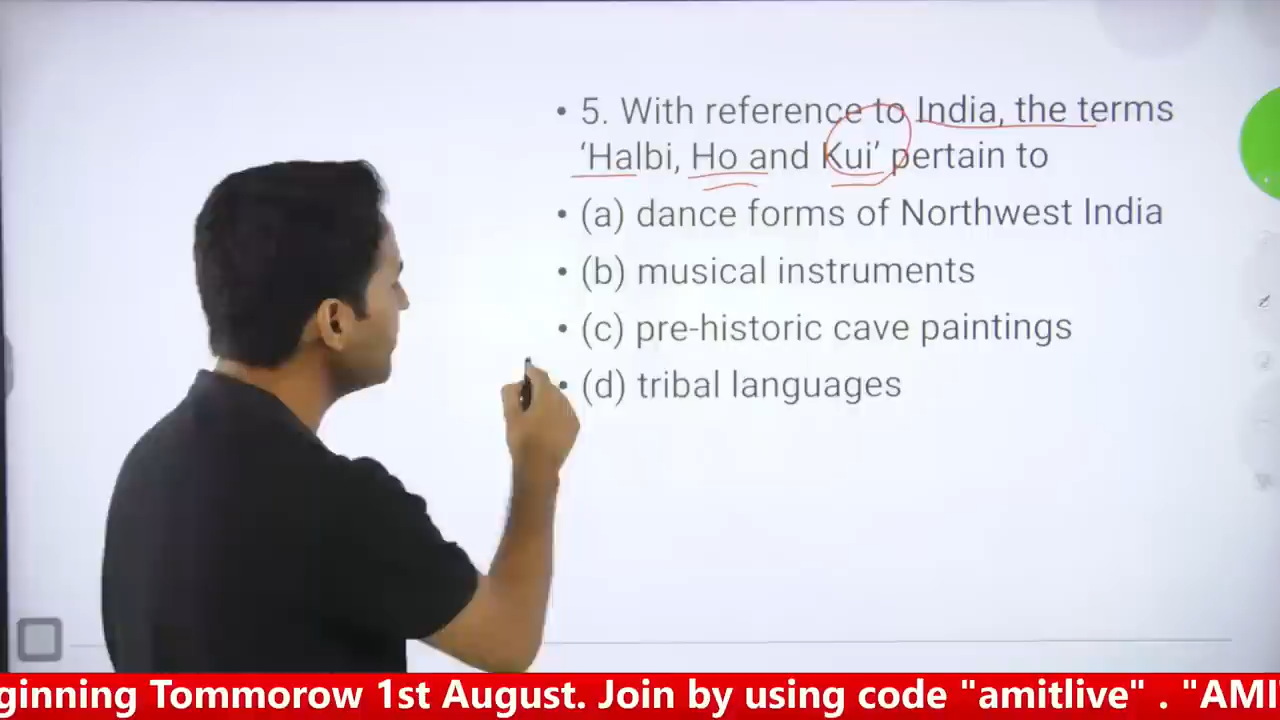 • 5. With reference to India, the terms
‘Halbi, Ho and Kui’ pertain to
• (a) dance forms of Northwest India
• (b) musical instruments
• (c) pre-historic cave paintings
• (d) tribal languages
ginning Tommorow 1st August. Join by using code "amitlive" . "AMI